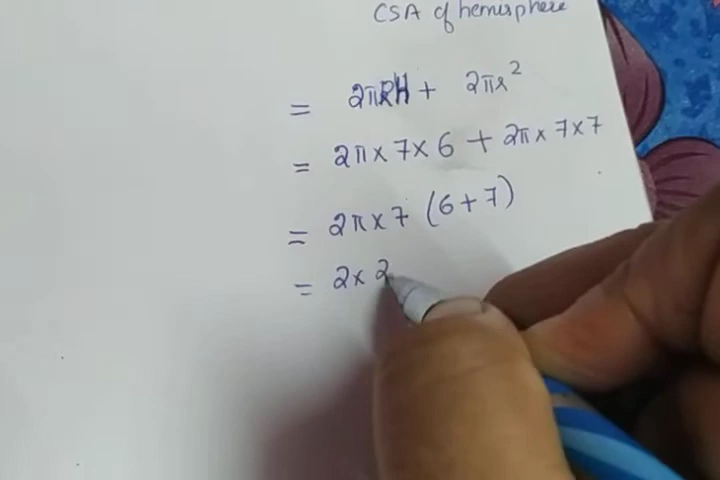 CSA of hemisphere
= 2πRH + 2πr²
= 2π×7×6 + 2π×7×7
= 2π×7 (6+7)
= 2×2